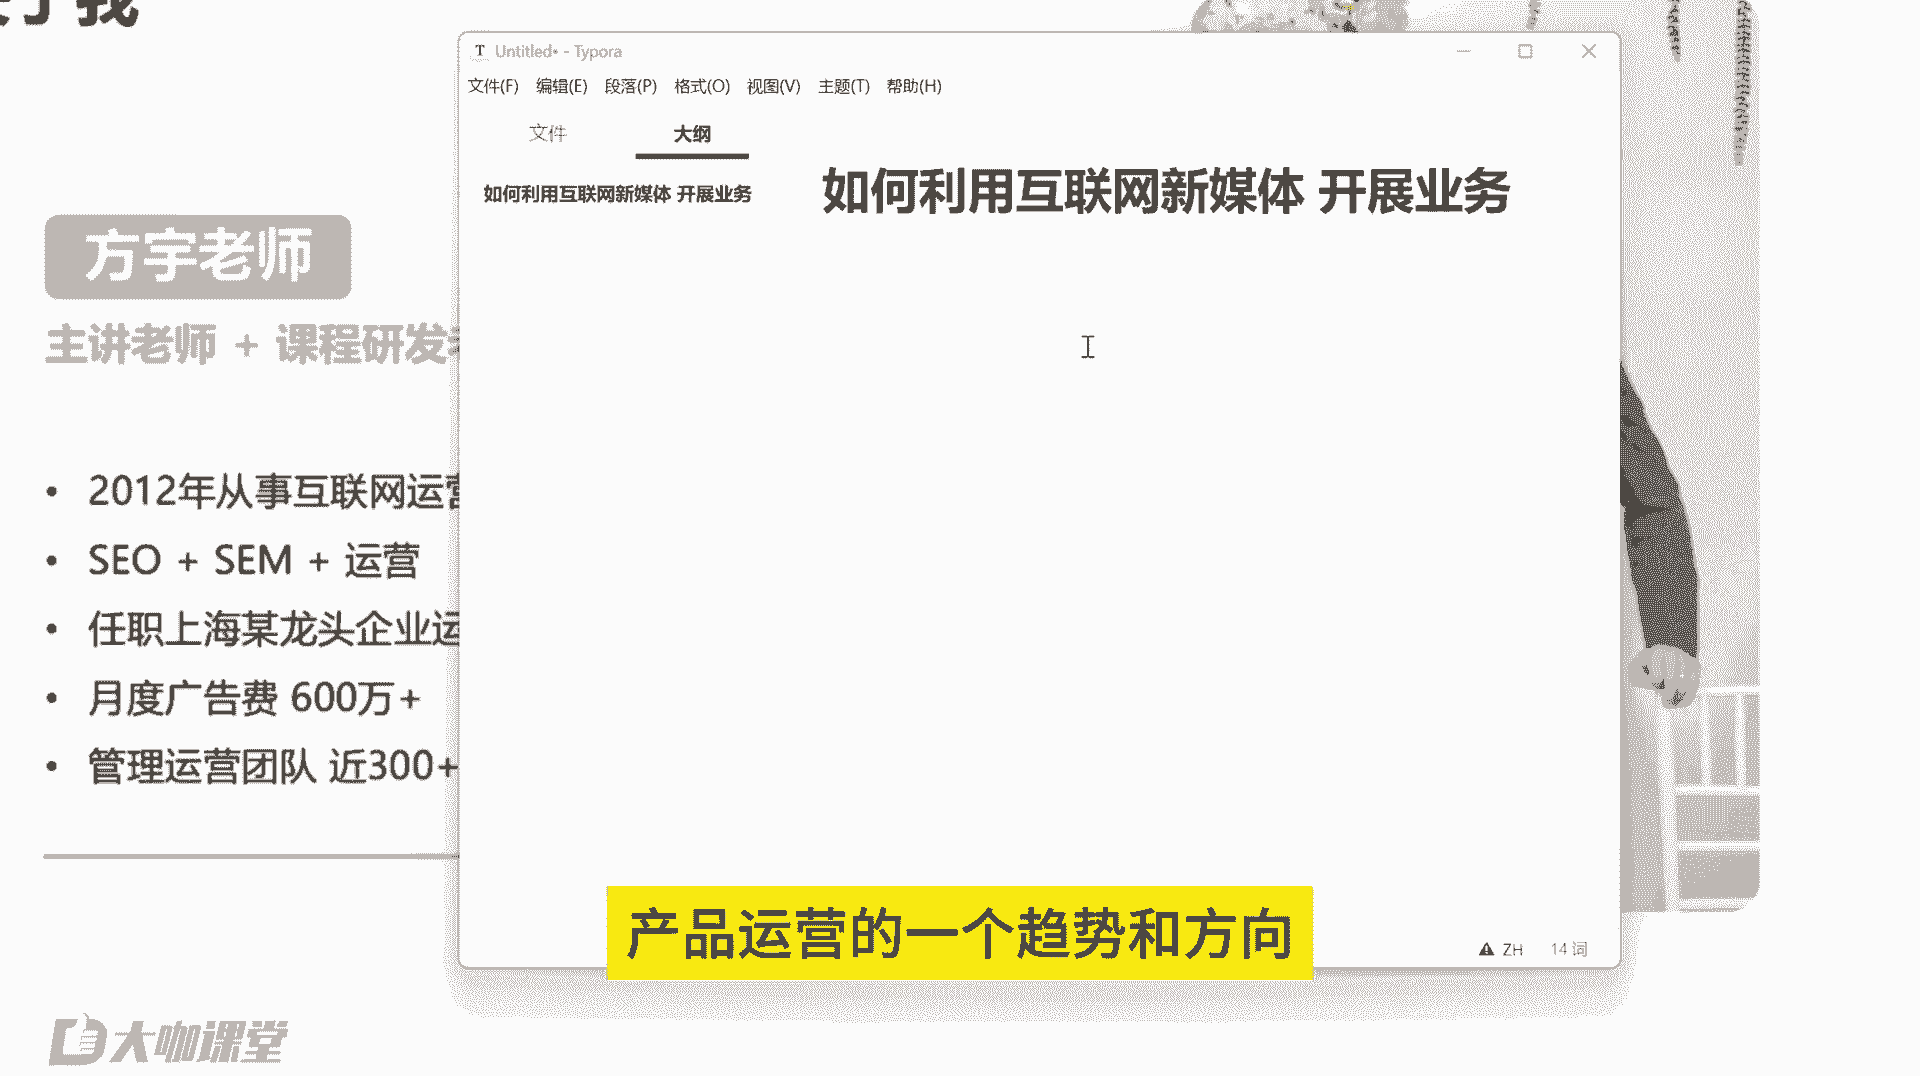 我
Untitled• - Typora
文件(F) 编辑(E) 段落(P) 格式(O) 视图(V) 主题(T) 帮助(H)
文件 大纲
如何利用互联网新媒体 开展业务
如何利用互联网新媒体 开展业务
方宇老师
主讲老师 + 课程研发
• 2012年从事互联网运营
• SEO + SEM + 运营
• 任职上海某龙头企业运
• 月度广告费 600万+
• 管理运营团队 近300+
产品运营的一个趋势和方向
ZH 14 词
大咖课堂